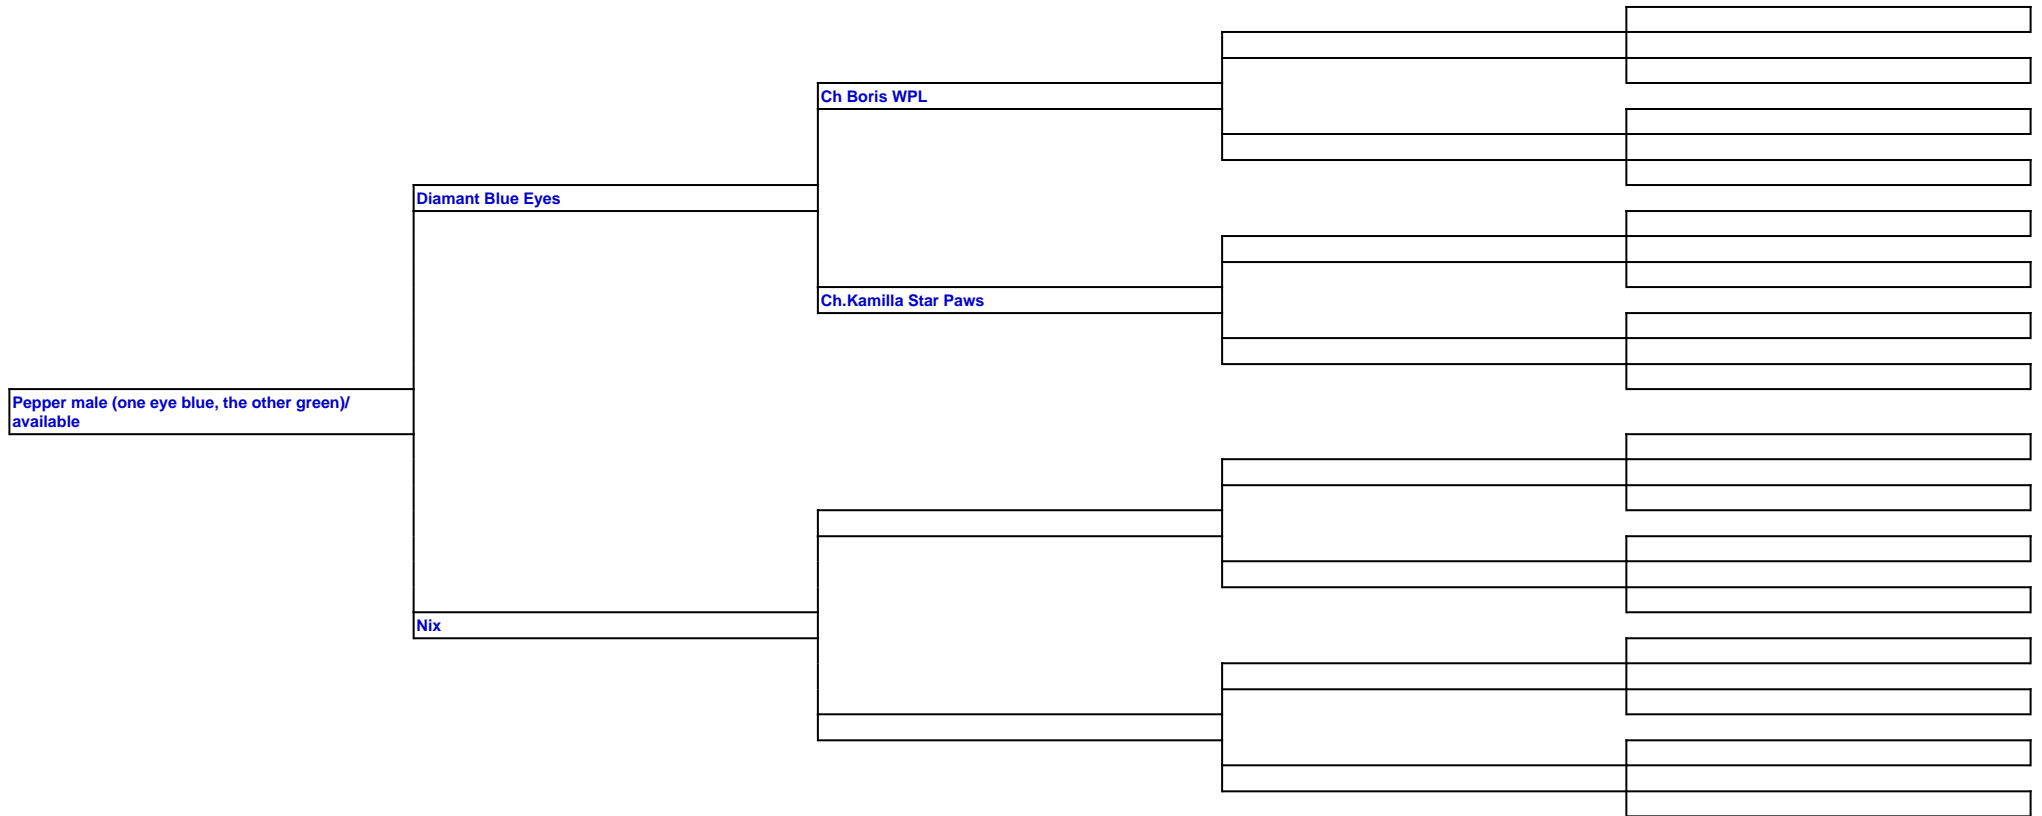 Ch Boris WPL
Diamant Blue Eyes
Ch.Kamilla Star Paws
Pepper male (one eye blue, the other green)/
available
Nix